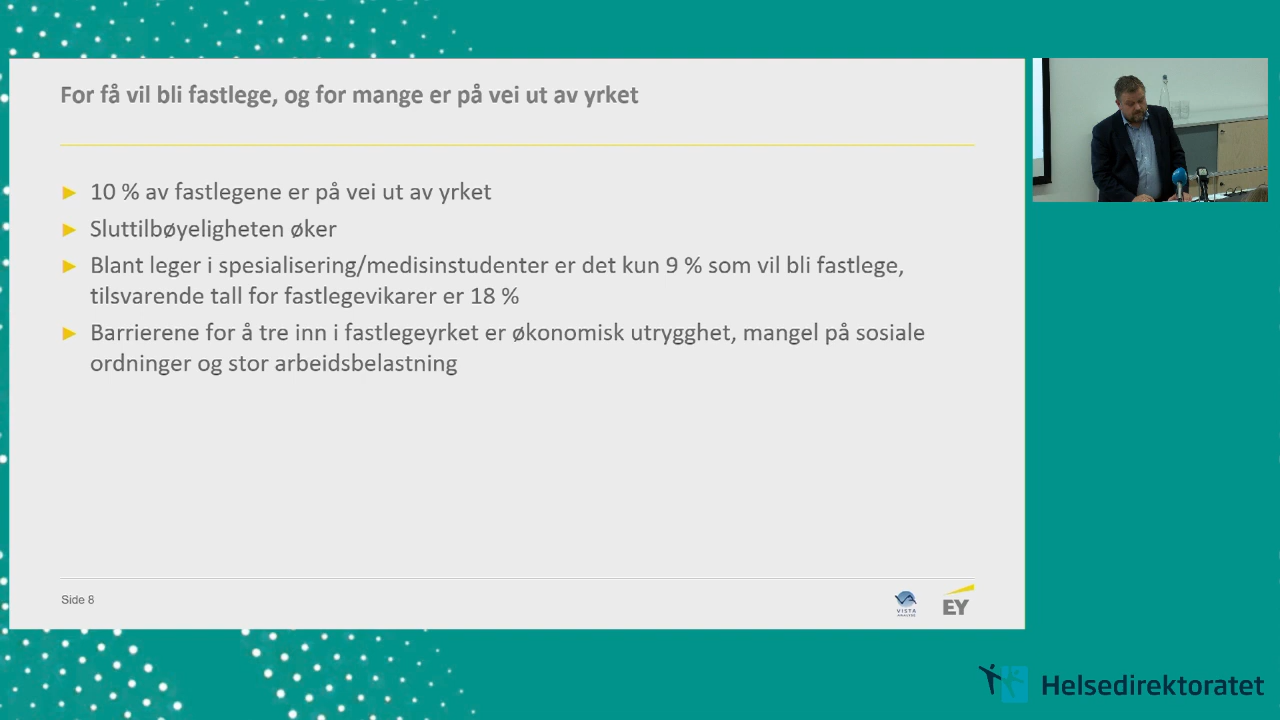 For få vil bli fastlege, og for mange er på vei ut av yrket
► 10 % av fastlegene er på vei ut av yrket
► Sluttilbøyeligheten øker
► Blant leger i spesialisering/medisinstudenter er det kun 9 % som vil bli fastlege,
tilsvarende tall for fastlegevikarer er 18 %
► Barrierene for å tre inn i fastlegeyrket er økonomisk utrygghet, mangel på sosiale
ordninger og stor arbeidsbelastning
Side 8
VISTA
ANALYSE
EY
Helsedirektoratet